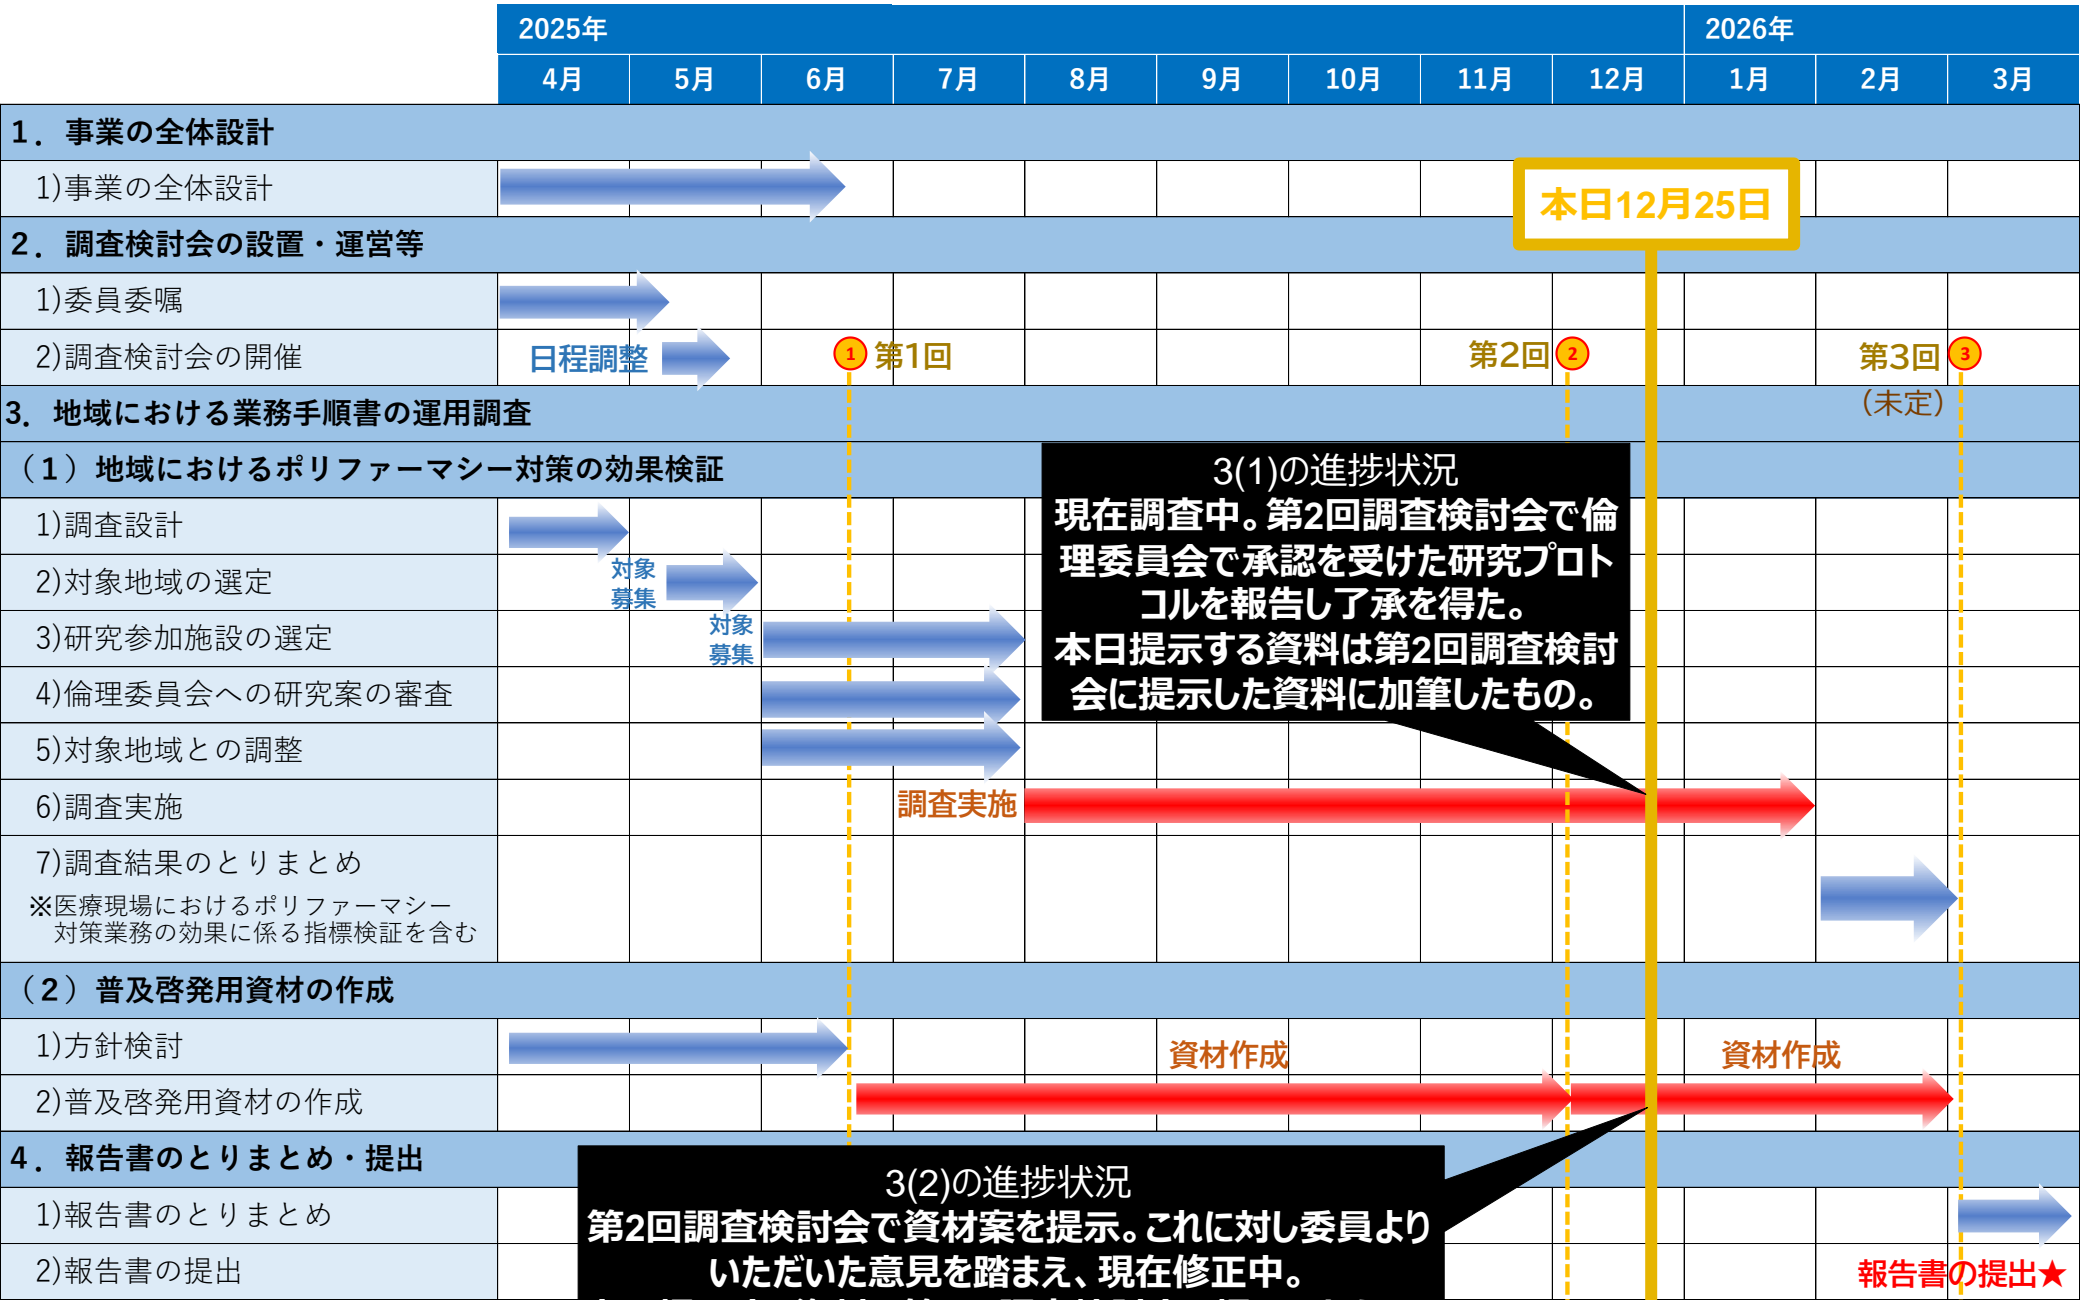 2025年
2026年
4月 5月 6月 7月 8月 9月 10月 11月 12月 1月 2月 3月
1．事業の全体設計
1)事業の全体設計
本日12月25日
2．調査検討会の設置・運営等
1)委員委嘱
2)調査検討会の開催
日程調整
1 第1回
第2回 2
第3回 3
（未定）
3．地域における業務手順書の運用調査
（1）地域におけるポリファーマシー対策の効果検証
3(1)の進捗状況
現在調査中。第2回調査検討会で倫
理委員会で承認を受けた研究プロト
コルを報告し了承を得た。
本日提示する資料は第2回調査検討
会に提示した資料に加筆したもの。
1)調査設計
2)対象地域の選定
対象
募集
3)研究参加施設の選定
対象
募集
4)倫理委員会への研究案の審査
5)対象地域との調整
6)調査実施
調査実施
7)調査結果のとりまとめ
※医療現場におけるポリファーマシー
対策業務の効果に係る指標検証を含む
（2）普及啓発用資材の作成
1)方針検討
資材作成
資材作成
2)普及啓発用資材の作成
4．報告書のとりまとめ・提出
3(2)の進捗状況
第2回調査検討会で資材案を提示。これに対し委員より
いただいた意見を踏まえ、現在修正中。
1)報告書のとりまとめ
2)報告書の提出
報告書の提出★